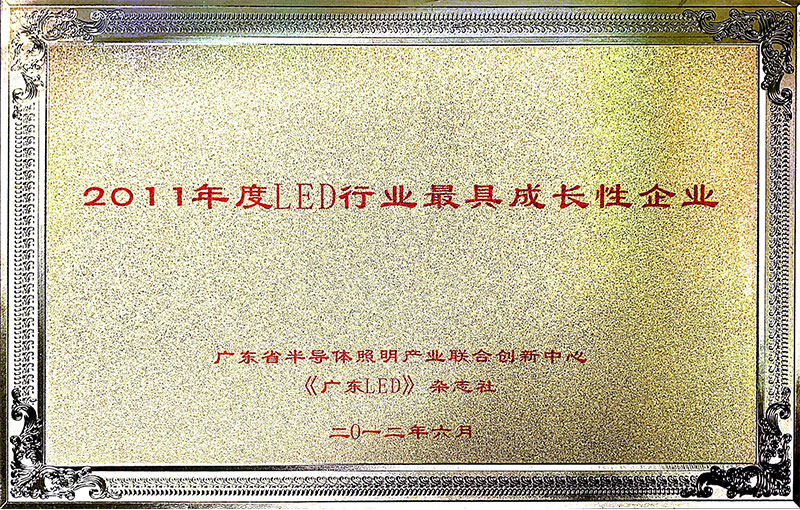 2011年度LED行业最具成长性企业
广东省半导体照明产业联合创新中心
《广东LED》杂志社
二0一二年六月